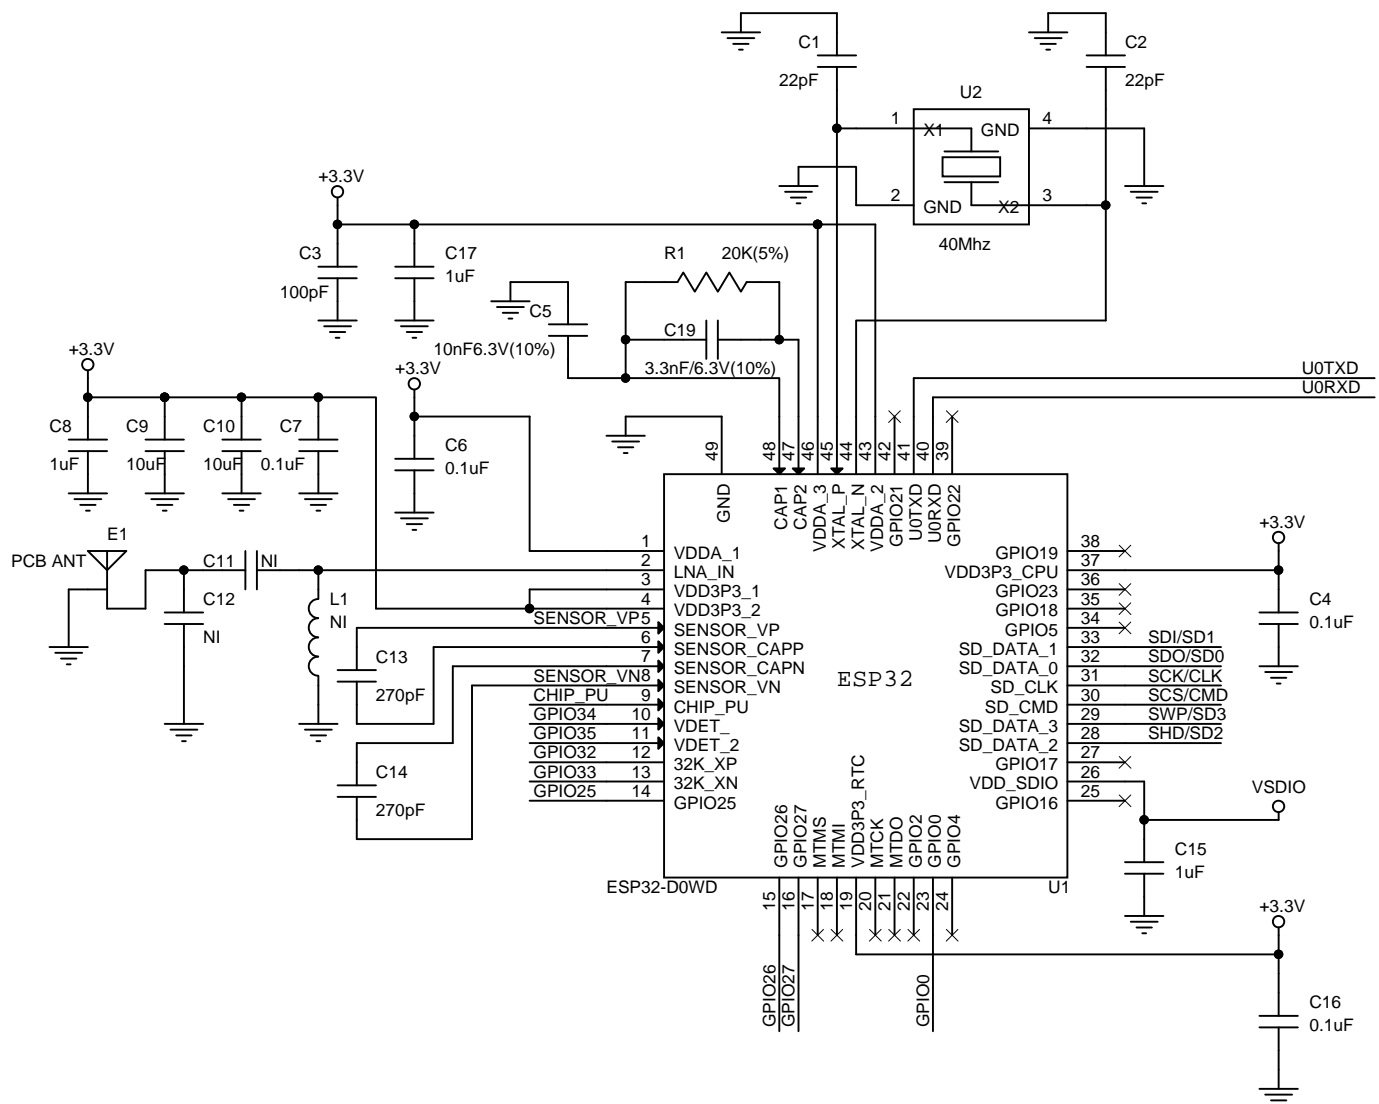 C1
22pF
C2
22pF
U2
1
X1
GND
4
2
GND
X2
3
40Mhz
+3.3V
C3
100pF
C17
1uF
R1
20K(5%)
C5
10nF6.3V(10%)
C19
3.3nF/6.3V(10%)
+3.3V
C8
1uF
C9
10uF
C10
10uF
C7
0.1uF
+3.3V
C6
0.1uF
U0TXD
U0RXD
49
48
47
46
45
44
43
42
41
40
39
GND
CAP1
CAP2
VDDA_3
XTAL_P
XTAL_N
VDDA_2
GPIO21
U0TXD
U0RXD
GPIO22
E1
PCB ANT
C11
NI
C12
NI
L1
NI
C13
270pF
C14
270pF
1
VDDA_1
2
LNA_IN
3
VDD3P3_1
4
VDD3P3_2
SENSOR_VP5
SENSOR_VP
6
SENSOR_CAPP
7
SENSOR_CAPN
SENSOR_VN8
SENSOR_VN
CHIP_PU
9
CHIP_PU
GPIO34
10
VDET_
GPIO35
11
VDET_2
GPIO32
12
32K_XP
GPIO33
13
32K_XN
GPIO25
14
GPIO25
ESP32
GPIO19
38
VDD3P3_CPU
37
GPIO23
36
GPIO18
35
GPIO5
34
SD_DATA_1
33
SDI/SD1
SD_DATA_0
32
SDO/SD0
SD_CLK
31
SCK/CLK
SD_CMD
30
SCS/CMD
SD_DATA_3
29
SWP/SD3
SD_DATA_2
28
SHD/SD2
GPIO17
27
VDD_SDIO
26
GPIO16
25
+3.3V
C4
0.1uF
VSDIO
C15
1uF
GPIO26
GPIO27
MTMS
MTMI
VDD3P3_RTC
MTCK
MTDO
GPIO2
GPIO0
GPIO4
ESP32-D0WD
U1
15
16
17
18
19
20
21
22
23
24
GPIO26
GPIO27
GPIO0
+3.3V
C16
0.1uF